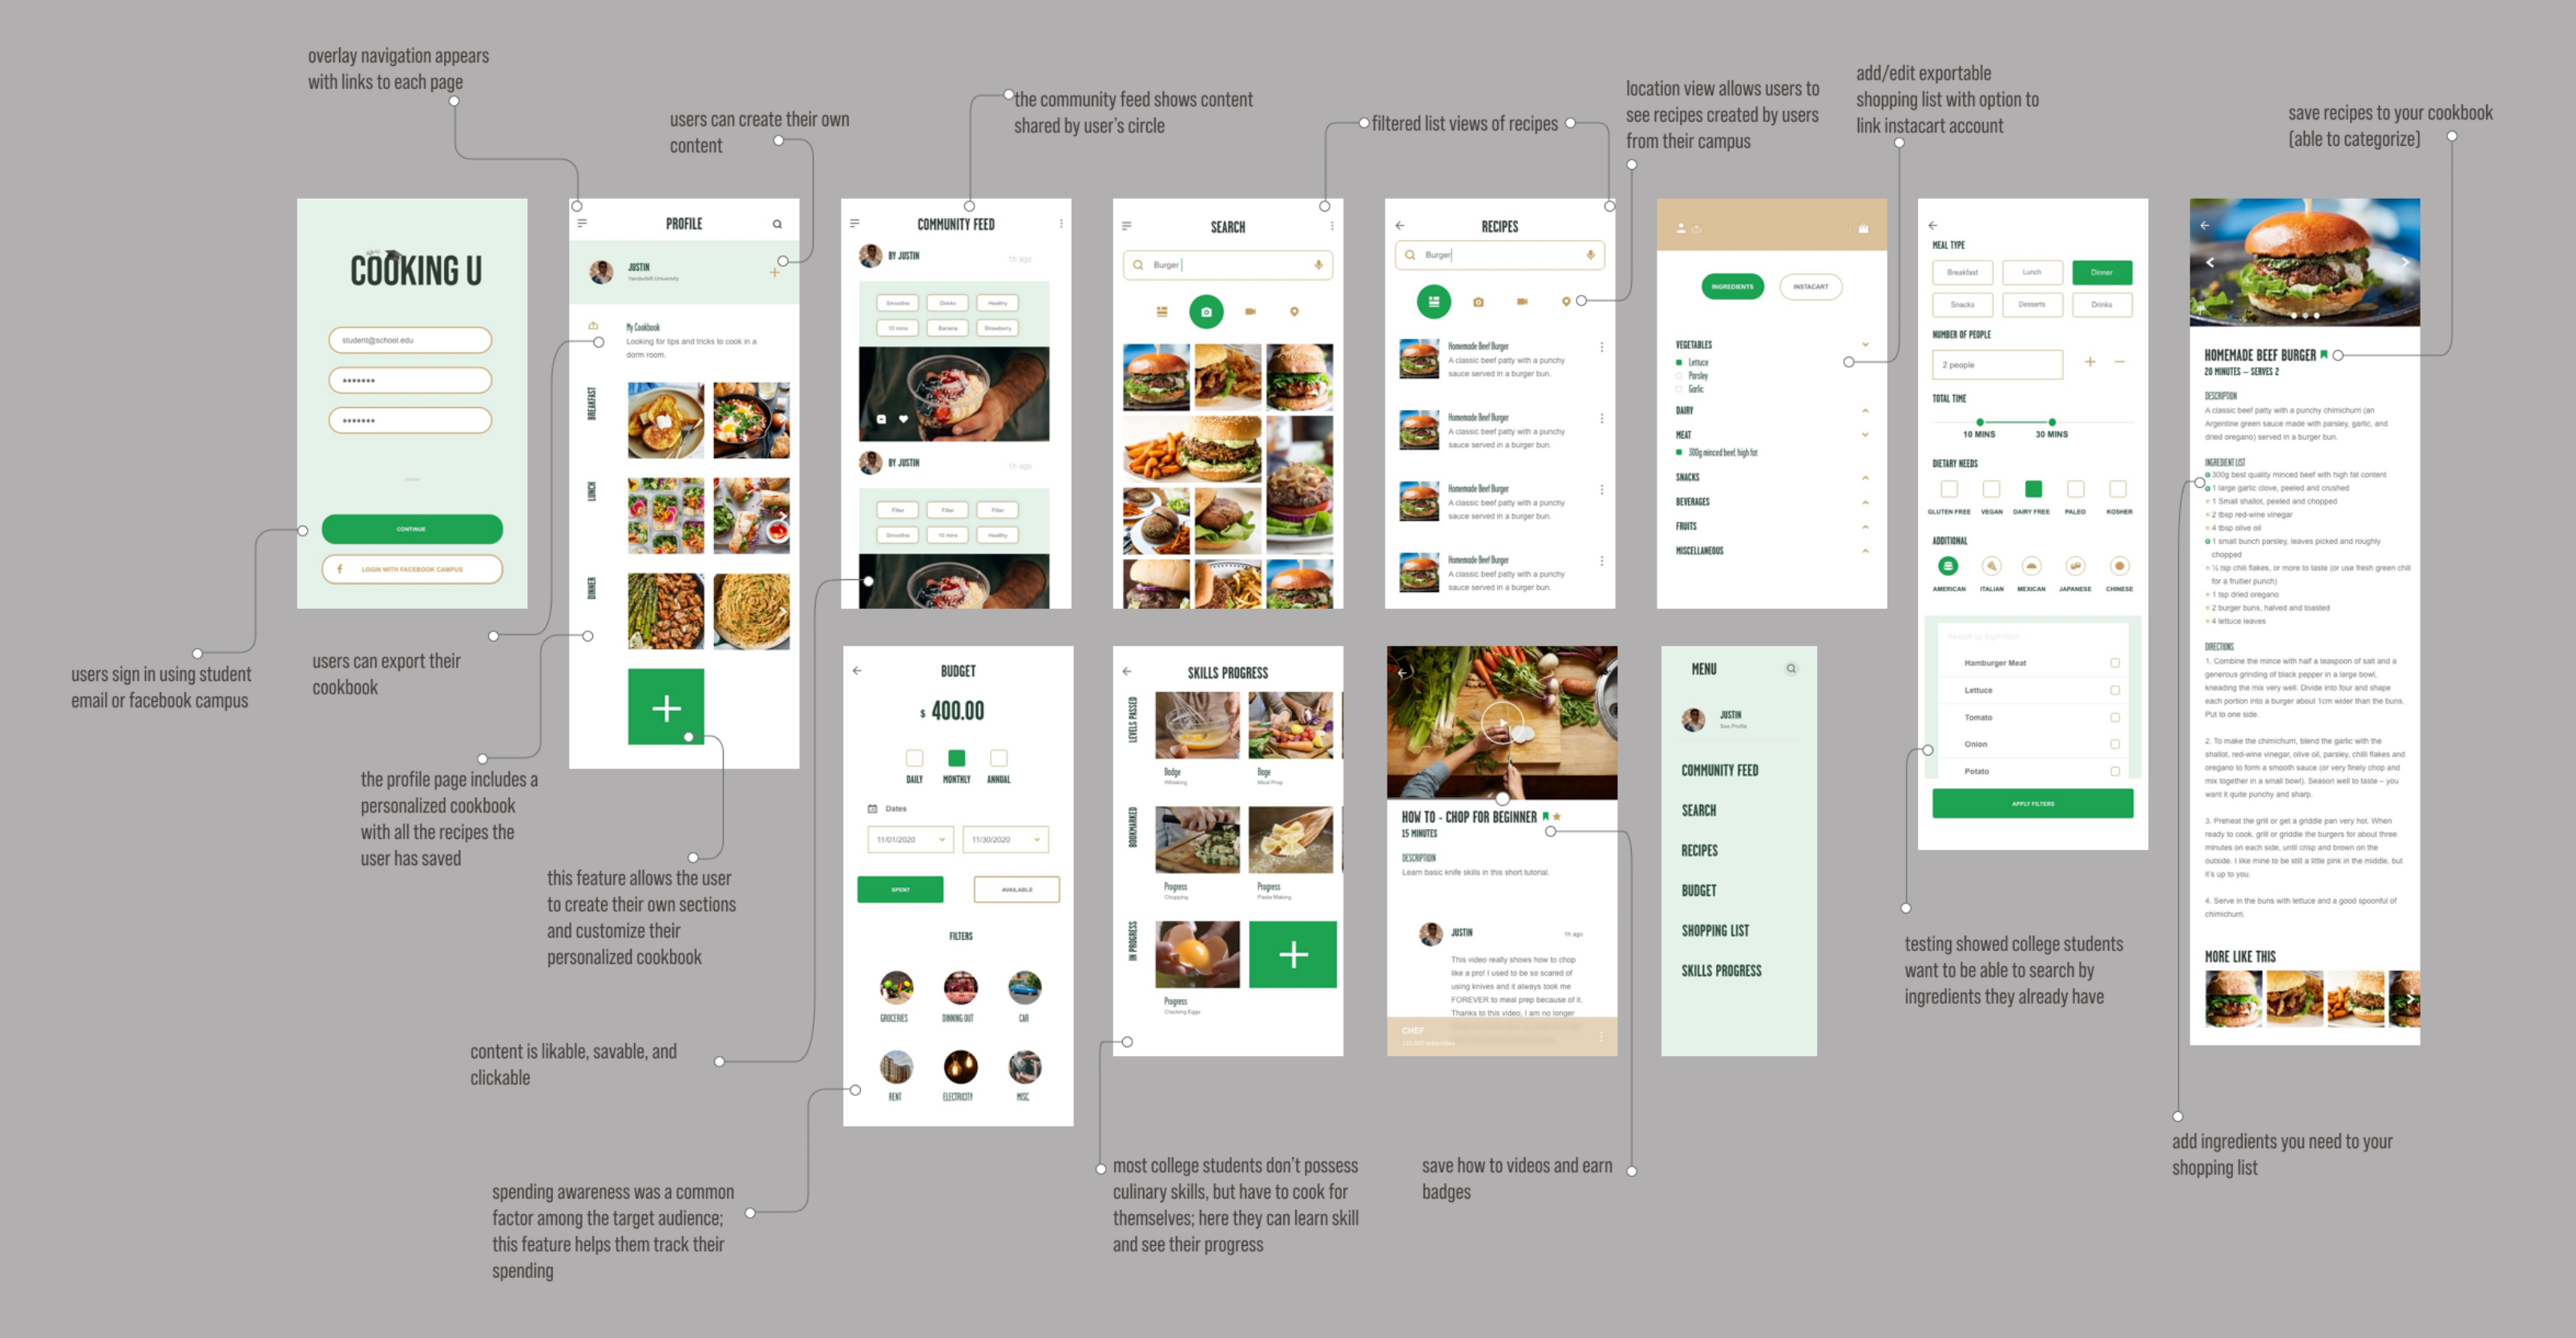 overlay navigation appears
with links to each page
users can create their own
content
the community feed shows content
shared by user's circle
filtered list views of recipes
location view allows users to
see recipes created by users
from their campus
add/edit exportable
shopping list with option to
link instacart account
save recipes to your cookbook
(able to categorize)
COOKING U
student@school.edu
•••••••
•••••••
CONTINUE
f LOGIN WITH FACEBOOK CAMPUS
PROFILE
JUSTIN
Vanderbilt University
My Cookbook
Looking for tips and tricks to cook in a
dorm room.
BREAKFAST
LUNCH
DINNER
COMMUNITY FEED
BY JUSTIN
1h ago
Smoothie Drinks Healthy
10 mins Banana Strawberry
BY JUSTIN
1h ago
Filter Filter Filter
Smoothie 10 mins Healthy
SEARCH
Burger
RECIPES
Burger
Homemade Beef Burger
A classic beef patty with a punchy
sauce served in a burger bun.
Homemade Beef Burger
A classic beef patty with a punchy
sauce served in a burger bun.
Homemade Beef Burger
A classic beef patty with a punchy
sauce served in a burger bun.
Homemade Beef Burger
A classic beef patty with a punchy
sauce served in a burger bun.
INGREDIENTS INSTACART
VEGETABLES
Lettuce
Parsley
Garlic
DAIRY
MEAT
300g minced beef, high fat
SNACKS
BEVERAGES
FRUITS
MISCELLANEOUS
MEAL TYPE
Breakfast Lunch Dinner
Snacks Desserts Drinks
NUMBER OF PEOPLE
2 people
TOTAL TIME
10 MINS 30 MINS
DIETARY NEEDS
GLUTEN FREE VEGAN DAIRY FREE PALEO KOSHER
ADDITIONAL
AMERICAN ITALIAN MEXICAN JAPANESE CHINESE
Search by ingredient...
Hamburger Meat
Lettuce
Tomato
Onion
Potato
APPLY FILTERS
HOMEMADE BEEF BURGER
20 MINUTES – SERVES 2
DESCRIPTION
A classic beef patty with a punchy chimichurri (an
Argentine green sauce made with parsley, garlic, and
dried oregano) served in a burger bun.
INGREDIENT LIST
300g best quality minced beef with high fat content
1 large garlic clove, peeled and crushed
1 Small shallot, peeled and chopped
2 tbsp red-wine vinegar
4 tbsp olive oil
1 small bunch parsley, leaves picked and roughly
chopped
½ tsp chili flakes, or more to taste (or use fresh green chili
for a fruitier punch)
1 tsp dried oregano
2 burger buns, halved and toasted
4 lettuce leaves
DIRECTIONS
1. Combine the mince with half a teaspoon of salt and a
generous grinding of black pepper in a large bowl,
kneading the mix very well. Divide into four and shape
each portion into a burger about 1cm wider than the buns.
Put to one side.
2. To make the chimichurri, blend the garlic with the
shallot, red-wine vinegar, olive oil, parsley, chilli flakes and
oregano to form a smooth sauce (or very finely chop and
mix together in a small bowl). Season well to taste – you
want it quite punchy and sharp.
3. Preheat the grill or get a griddle pan very hot. When
ready to cook, grill or griddle the burgers for about three
minutes on each side, until crisp and brown on the
outside. I like mine to be still a little pink in the middle, but
it's up to you.
4. Serve in the buns with lettuce and a good spoonful of
chimichurri.
MORE LIKE THIS
users sign in using student
email or facebook campus
users can export their
cookbook
the profile page includes a
personalized cookbook
with all the recipes the
user has saved
this feature allows the user
to create their own sections
and customize their
personalized cookbook
content is likable, savable, and
clickable
spending awareness was a common
factor among the target audience;
this feature helps them track their
spending
BUDGET
$ 400.00
DAILY MONTHLY ANNUAL
Dates
11/01/2020 11/30/2020
SPENT AVAILABLE
FILTERS
GROCERIES DINNING OUT CAR
RENT ELECTRICITY MISC
SKILLS PROGRESS
LEVELS PASSED
Badge
Whisking
Bage
Meal Prep
BOOKMARKED
Progress
Chopping
Progress
Pasta Making
IN PROGRESS
Progress
Cracking Eggs
HOW TO - CHOP FOR BEGINNER
15 MINUTES
DESCRIPTION
Learn basic knife skills in this short tutorial.
JUSTIN
1h ago
This video really shows how to chop
like a pro! I used to be so scared of
using knives and it always took me
FOREVER to meal prep because of it.
Thanks to this video, I am no longer
CHEF
MENU
JUSTIN
See Profile
COMMUNITY FEED
SEARCH
RECIPES
BUDGET
SHOPPING LIST
SKILLS PROGRESS
most college students don't possess
culinary skills, but have to cook for
themselves; here they can learn skill
and see their progress
save how to videos and earn
badges
testing showed college students
want to be able to search by
ingredients they already have
add ingredients you need to your
shopping list